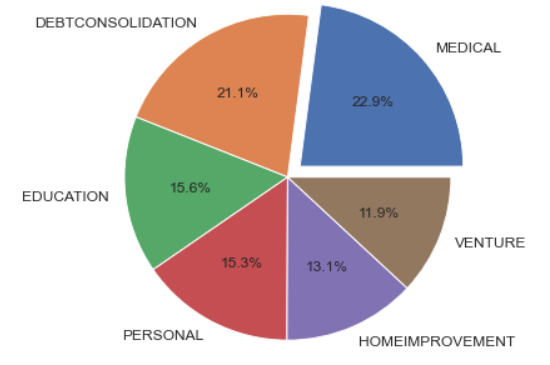 DEBTCONSOLIDATION
MEDICAL
21.1%
22.9%
EDUCATION
15.6%
11.9%
VENTURE
15.3%
13.1%
PERSONAL
HOMEIMPROVEMENT